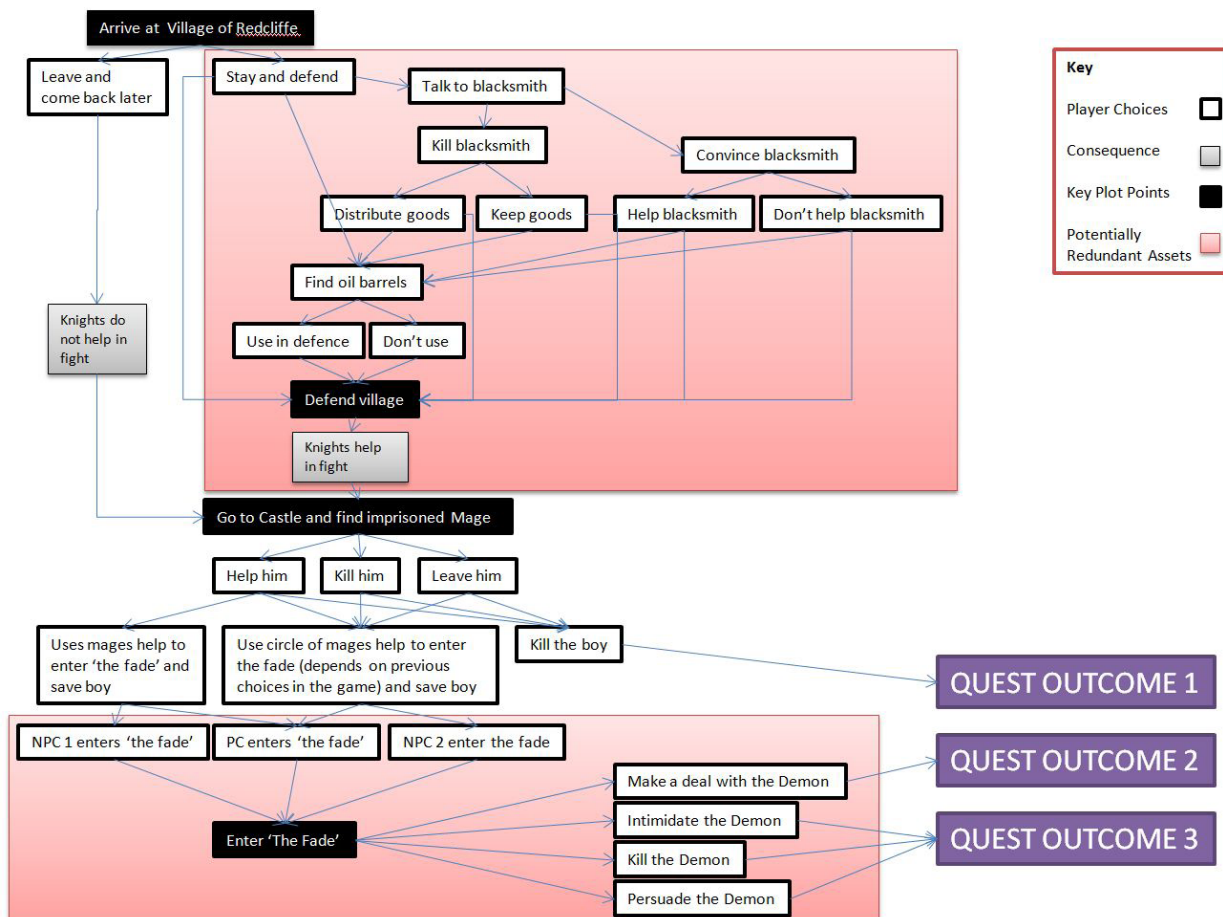 Arrive at Village of Redcliffe
Leave and
come back later
Stay and defend
Talk to blacksmith
Kill blacksmith
Convince blacksmith
Distribute goods
Keep goods
Help blacksmith
Don't help blacksmith
Find oil barrels
Use in defence
Don't use
Knights do
not help in
fight
Defend village
Knights help
in fight
Go to Castle and find imprisoned Mage
Help him
Kill him
Leave him
Uses mages help to
enter 'the fade' and
save boy
Use circle of mages help to enter
the fade (depends on previous
choices in the game) and save boy
Kill the boy
NPC 1 enters 'the fade'
PC enters 'the fade'
NPC 2 enter the fade
Enter 'The Fade'
Make a deal with the Demon
Intimidate the Demon
Kill the Demon
Persuade the Demon
QUEST OUTCOME 1
QUEST OUTCOME 2
QUEST OUTCOME 3
Key
Player Choices
Consequence
Key Plot Points
Potentially
Redundant Assets